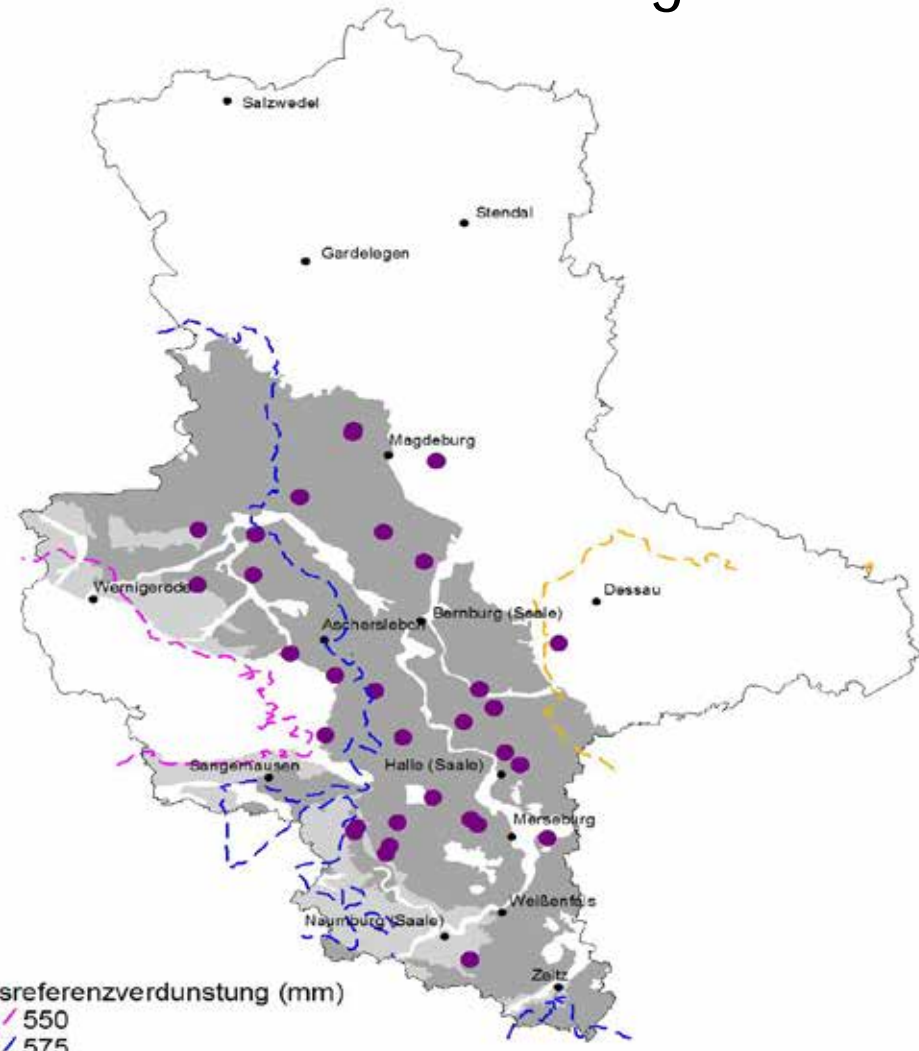 Salzwedel
Stendal
Gardelegen
Magdeburg
Wernigerode
Dessau
Bernburg (Saale)
Aschersleben
Sangerhausen
Halle (Saale)
Merseburg
Weißenfels
Naumburg (Saale)
Zeitz
sreferenzverdunstung (mm)
550
575